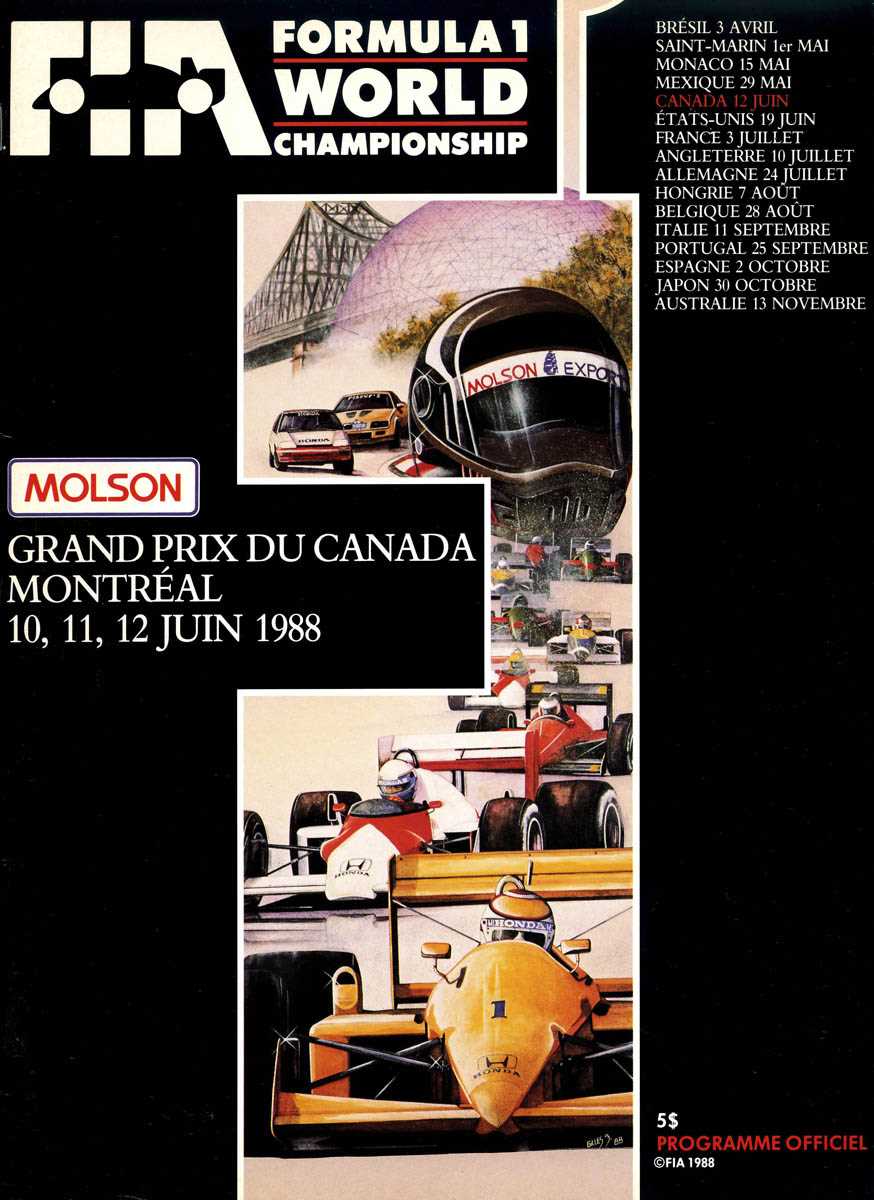 FIA
FORMULA 1
WORLD
CHAMPIONSHIP
BRÉSIL 3 AVRIL
SAINT-MARIN 1er MAI
MONACO 15 MAI
MEXIQUE 29 MAI
CANADA 12 JUIN
ÉTATS-UNIS 19 JUIN
FRANCE 3 JUILLET
ANGLETERRE 10 JUILLET
ALLEMAGNE 24 JUILLET
HONGRIE 7 AOÛT
BELGIQUE 28 AOÛT
ITALIE 11 SEPTEMBRE
PORTUGAL 25 SEPTEMBRE
ESPAGNE 2 OCTOBRE
JAPON 30 OCTOBRE
AUSTRALIE 13 NOVEMBRE
MOLSON EXPOR
HONDA
MOLSON
GRAND PRIX DU CANADA
MONTRÉAL
10, 11, 12 JUIN 1988
HONDA
HONDA
HONDA
1
HONDA
88
5$
PROGRAMME OFFICIEL
©FIA 1988